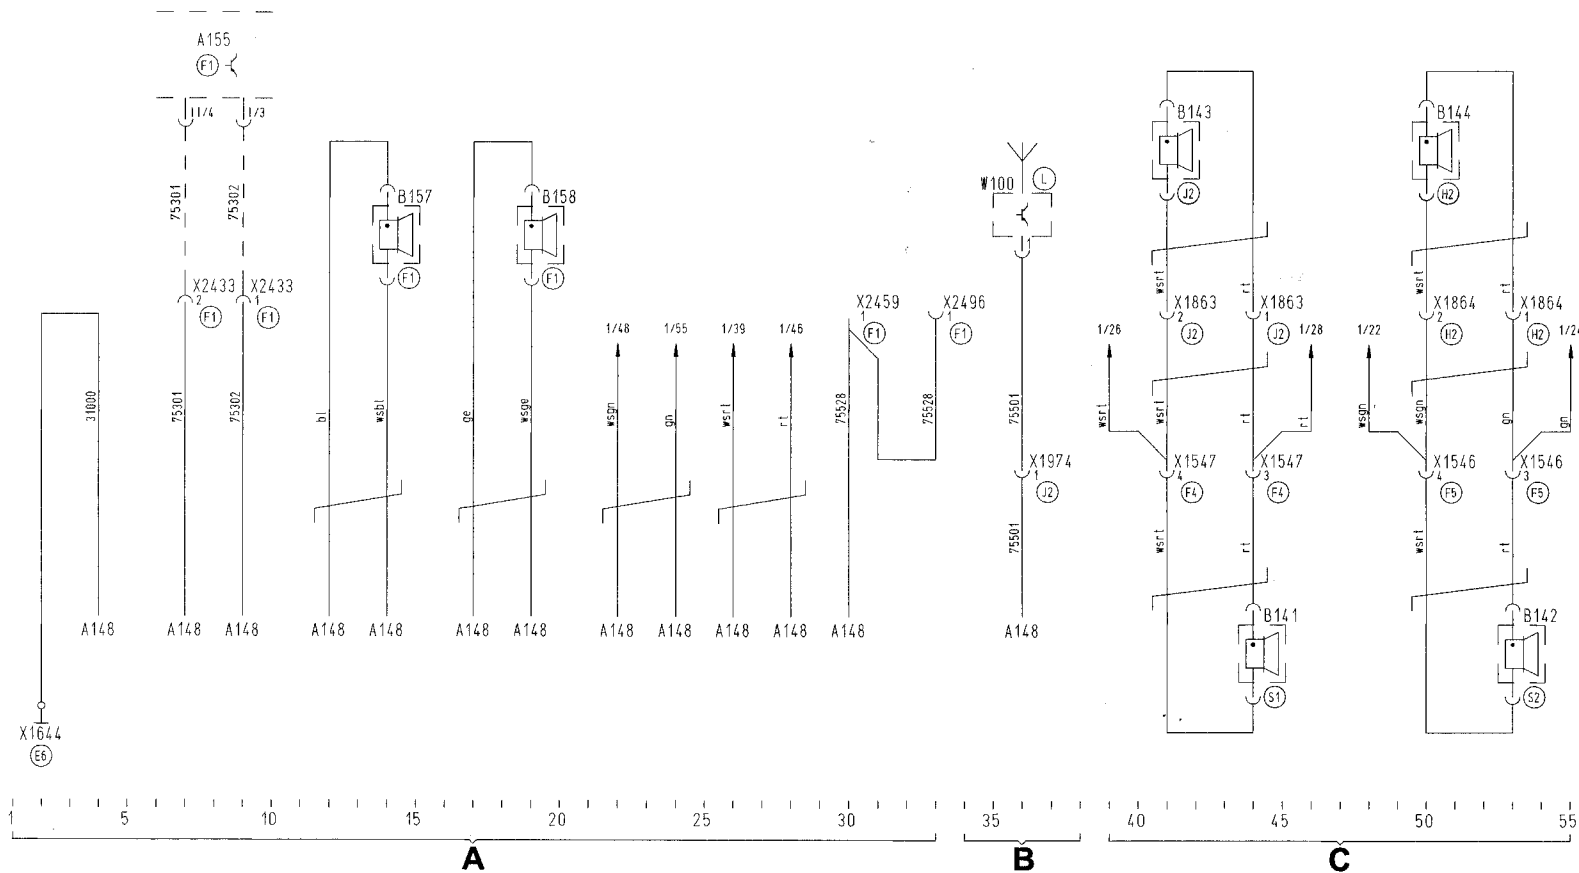 A155
F1
11/4
1/3
75301
75302
X2433
2
F1
X2433
1
F1
31000
75301
75302
A148
A148
A148
X1644
E6
B157
F1
bl
wsbl
A148
A148
B158
F1
ge
wsge
A148
A148
1/48
1/55
1/39
1/46
wsgn
gn
wsrt
rt
A148
A148
A148
A148
X2459
1
F1
X2496
1
F1
75528
75528
A148
W100
L
1
75501
X1974
1
J2
75501
A148
B143
J2
wsrt
rt
X1863
2
J2
X1863
1
J2
1/26
1/28
wsrt
wsrt
rt
rt
X1547
4
F4
X1547
3
F4
wsrt
rt
B141
S1
B144
H2
wsrt
rt
X1864
2
H2
X1864
1
H2
1/22
1/24
wsgn
wsgn
gn
gn
X1546
4
F5
X1546
3
F5
wsrt
rt
B142
S2
1 5 10 15 20 25 30 35 40 45 50 55
A B C